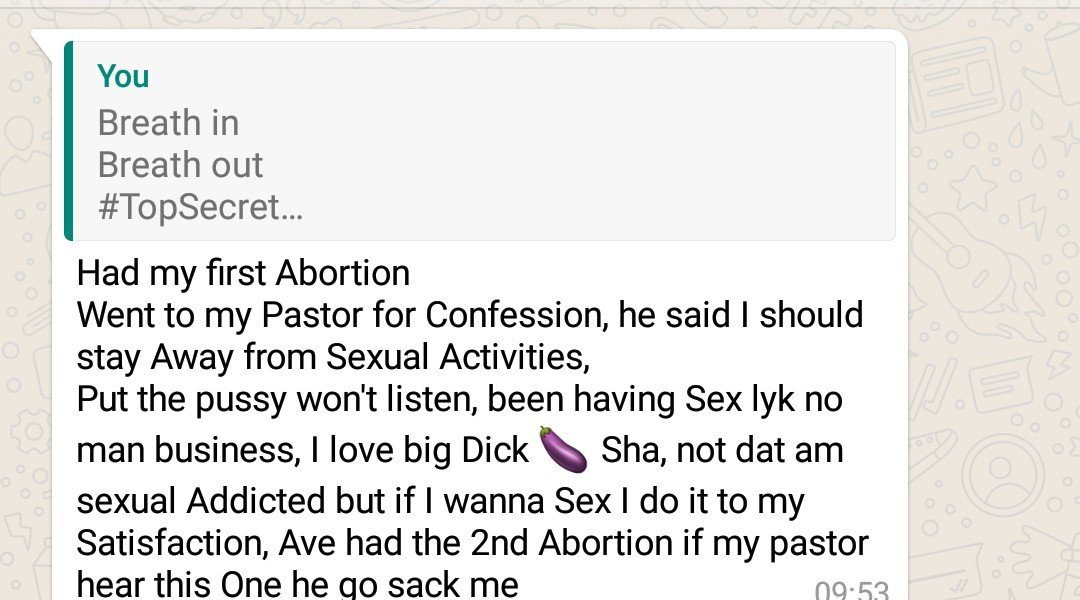 You
Breath in
Breath out
#TopSecret...
Had my first Abortion
Went to my Pastor for Confession, he said I should
stay Away from Sexual Activities,
Put the pussy won't listen, been having Sex lyk no
man business, I love big Dick 🍆 Sha, not dat am
sexual Addicted but if I wanna Sex I do it to my
Satisfaction, Ave had the 2nd Abortion if my pastor
hear this One he go sack me
09:53